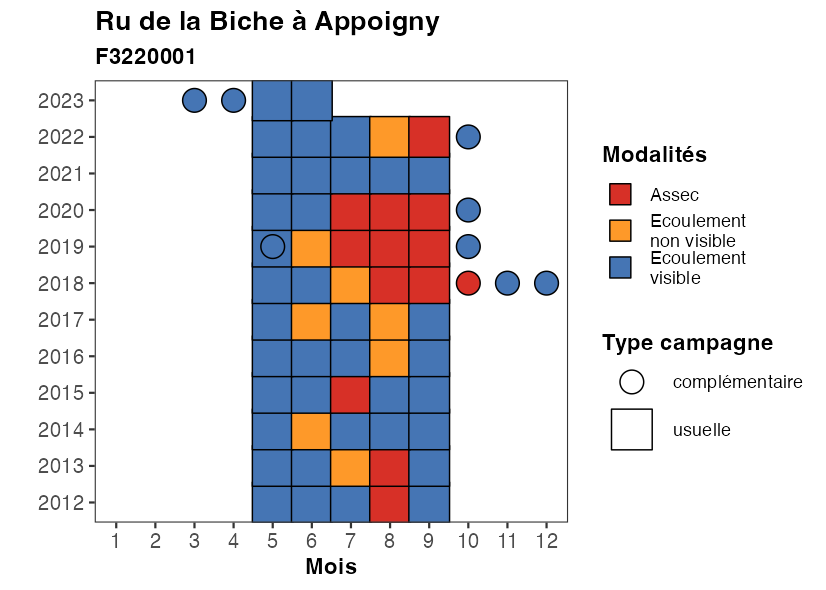 Ru de la Biche à Appoigny
F3220001
2023
2022
2021
2020
2019
2018
2017
2016
2015
2014
2013
2012
1 2 3 4 5 6 7 8 9 10 11 12
Mois
Modalités
Assec
Ecoulement
non visible
Ecoulement
visible
Type campagne
complémentaire
usuelle